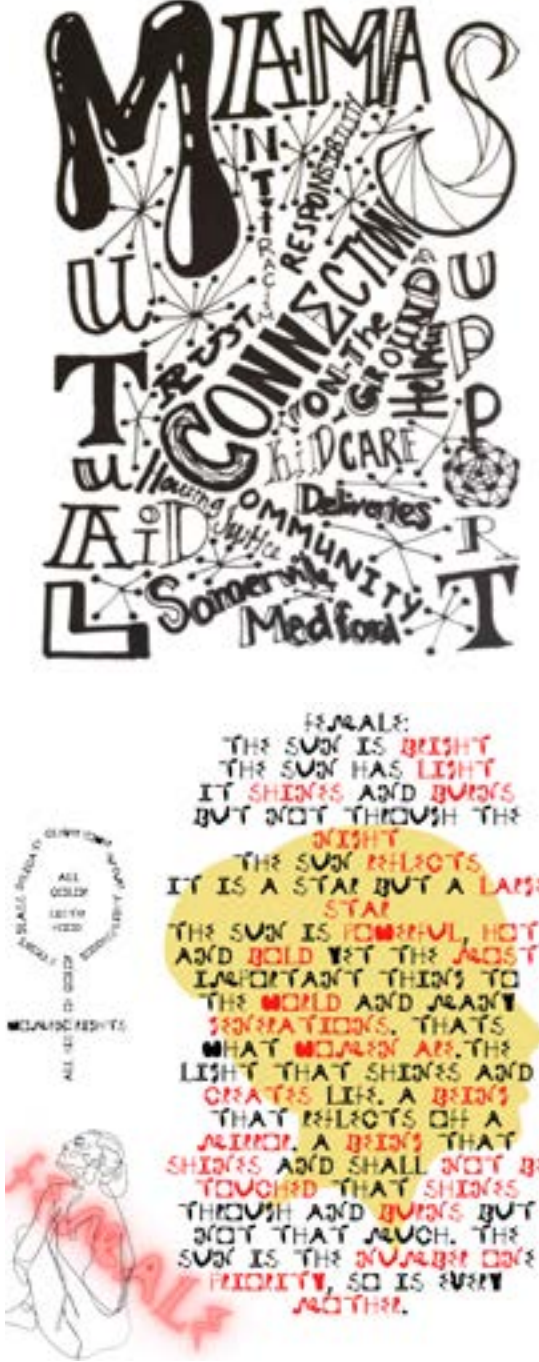 MAMAS
ANTIRACISM
RESPONSIBILITY
MUTUAL
AID
SUPPORT
TRUST
CONNECTION
ON-THE
GROUND
KiDCARE
Housing Justice
Deliveries
COMMUNITY
Somerville
Medford
FEMALE:
THE SUN IS BRIGHT
THE SUN HAS LIGHT
IT SHINES AND BURNS
BUT NOT THROUGH THE
NIGHT
THE SUN REFLECTS
IT IS A STAR BUT A LARGE
STAR
THE SUN IS POWERFUL, HOT
AND BOLD YET THE MOST
IMPORTANT THING TO
THE WORLD AND MANY
GENERATIONS. THATS
WHAT WOMEN ARE.THE
LIGHT THAT SHINES AND
CREATES LIFE. A BEING
THAT REFLECTS OFF A
MIRROR. A BEING THAT
SHINES AND SHALL NOT BE
TOUCHED THAT SHINES
THROUGH AND BURNS BUT
NOT THAT MUCH. THE
SUN IS THE NUMBER ONE
PRIORITY, SO IS EVERY
MOTHER.
ALL
WOMENS RIGHTS
FEMALE